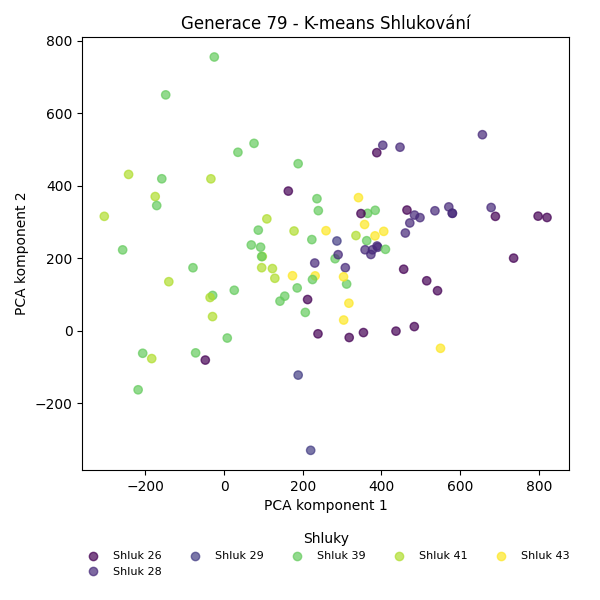 Generace 79 - K-means Shlukování
800
600
400
200
0
−200
PCA komponent 2
−200 0 200 400 600 800
PCA komponent 1
Shluky
Shluk 26 Shluk 29 Shluk 39 Shluk 41 Shluk 43
Shluk 28